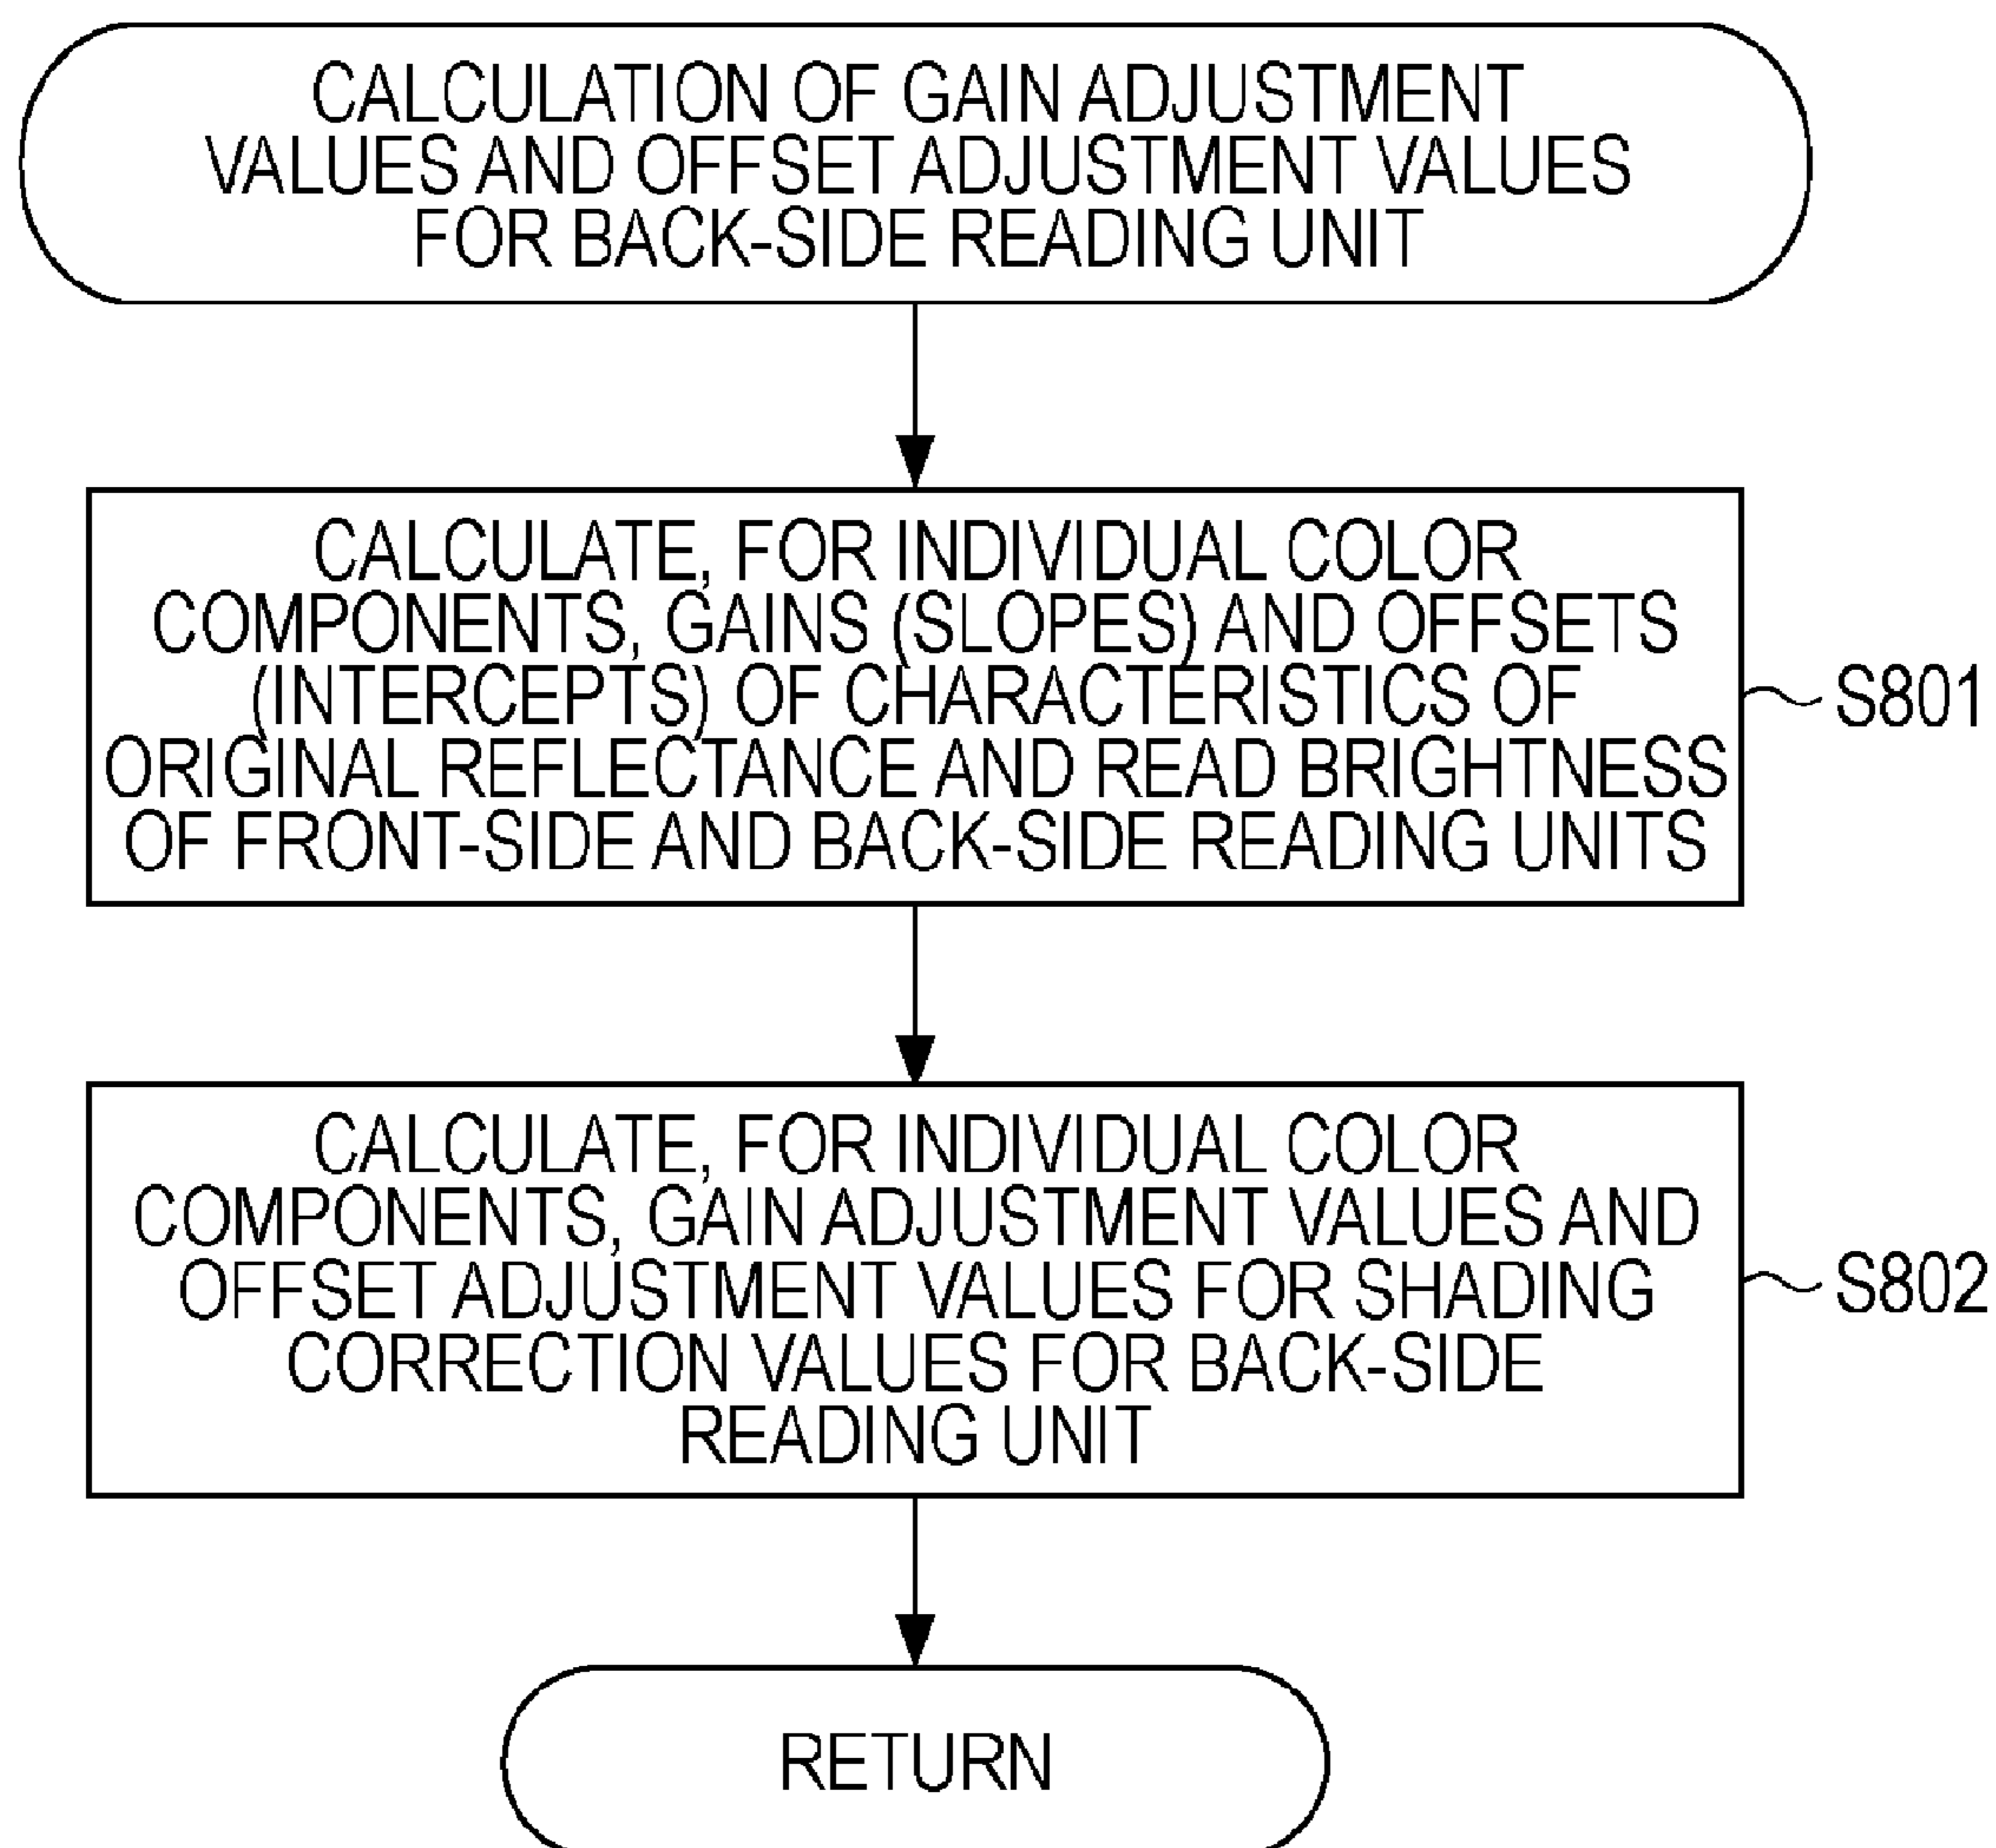 CALCULATION OF GAIN ADJUSTMENT
VALUES AND OFFSET ADJUSTMENT VALUES
FOR BACK-SIDE READING UNIT
CALCULATE, FOR INDIVIDUAL COLOR
COMPONENTS, GAINS (SLOPES) AND OFFSETS
(INTERCEPTS) OF CHARACTERISTICS OF
ORIGINAL REFLECTANCE AND READ BRIGHTNESS
OF FRONT-SIDE AND BACK-SIDE READING UNITS
S801
CALCULATE, FOR INDIVIDUAL COLOR
COMPONENTS, GAIN ADJUSTMENT VALUES AND
OFFSET ADJUSTMENT VALUES FOR SHADING
CORRECTION VALUES FOR BACK-SIDE
READING UNIT
S802
RETURN